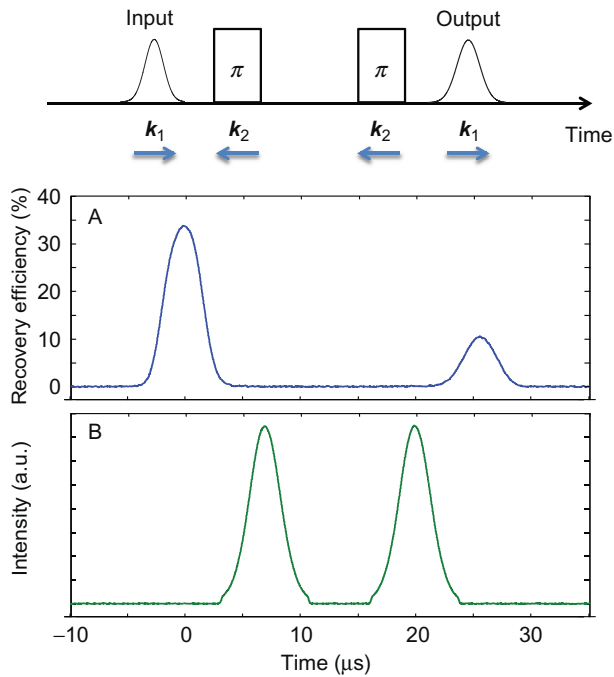 Input Output
π π
k₁ k₂ k₂ k₁ Time
A
Recovery efficiency (%)
40
30
20
10
0
B
Intensity (a.u.)
−10 0 10 20 30
Time (μs)